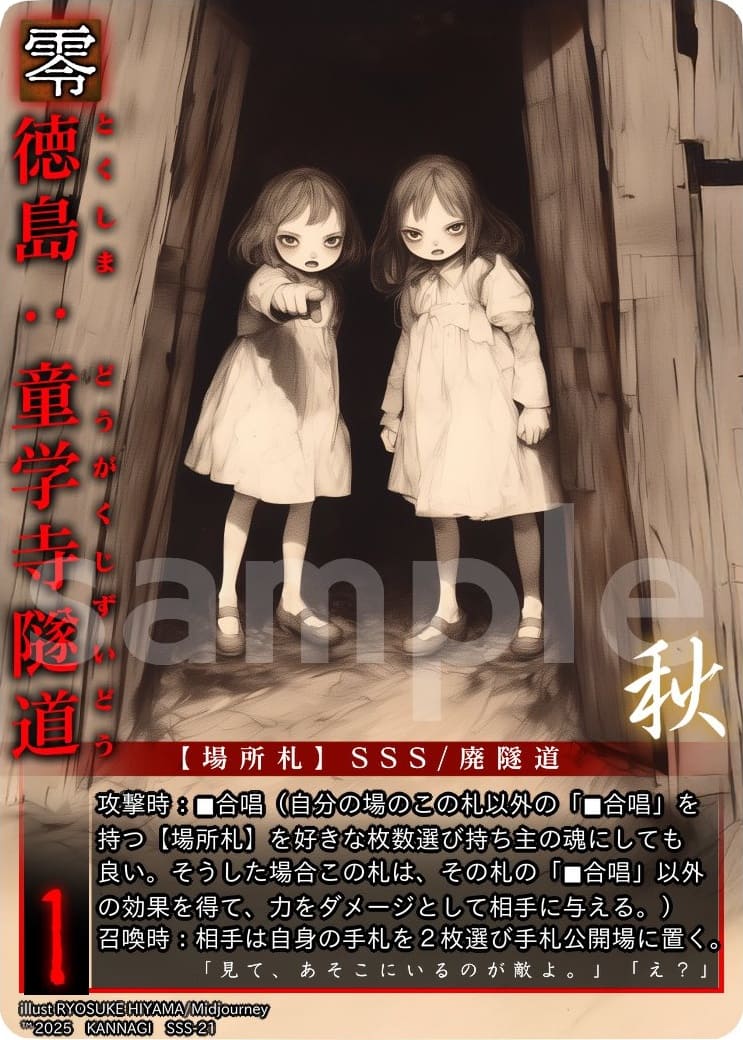 零
とくしま どうがくじずいどう
徳島:童学寺隧道
sample
秋
【場所札】SSS/廃隧道
攻撃時:■合唱(自分の場のこの札以外の「■合唱」を
持つ【場所札】を好きな枚数選び持ち主の魂にしても
良い。そうした場合この札は、その札の「■合唱」以外
の効果を得て、力をダメージとして相手に与える。)
召喚時:相手は自身の手札を2枚選び手札公開場に置く。
「見て、あそこにいるのが敵よ。」「え?」
1
illust RYOSUKE HIYAMA/Midjourney
™2025 KANNAGI SSS-21